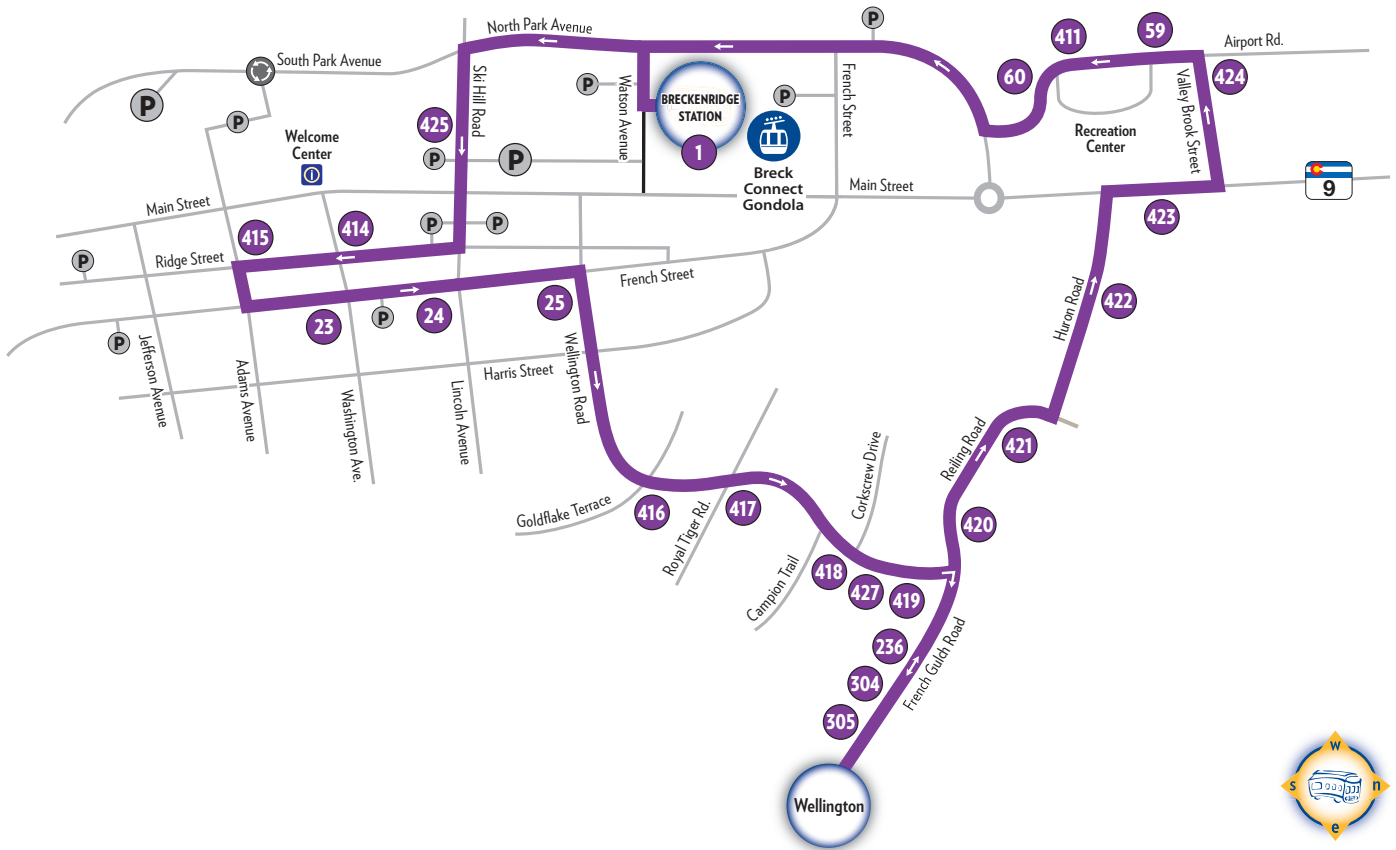 North Park Avenue
P
411
59
Airport Rd.
South Park Avenue
60
424
P
Ski Hill Road
Watson Avenue
P
BRECKENRIDGE
STATION
1
P
French Street
Valley Brook Street
P
P
425
Welcome
Center
i
P
P
Breck
Connect
Gondola
Recreation
Center
Main Street
9
Main Street
423
415
414
P
P
P
Ridge Street
French Street
23
P
24
25
422
Huron Road
P
Jefferson Avenue
Adams Avenue
Washington Ave.
Lincoln Avenue
Harris Street
Wellington Road
421
Reiling Road
Goldflake Terrace
416
Royal Tiger Rd.
417
Corkscrew Drive
420
Campion Trail
418
427
419
236
304
305
French Gulch Road
Wellington
w
s
n
e